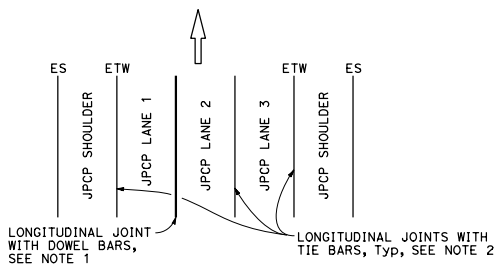 ES
ETW
ETW
ES
JPCP SHOULDER
JPCP LANE 1
JPCP LANE 2
JPCP LANE 3
JPCP SHOULDER
LONGITUDINAL JOINT
WITH DOWEL BARS,
SEE NOTE 1
LONGITUDINAL JOINTS WITH
TIE BARS, Typ, SEE NOTE 2